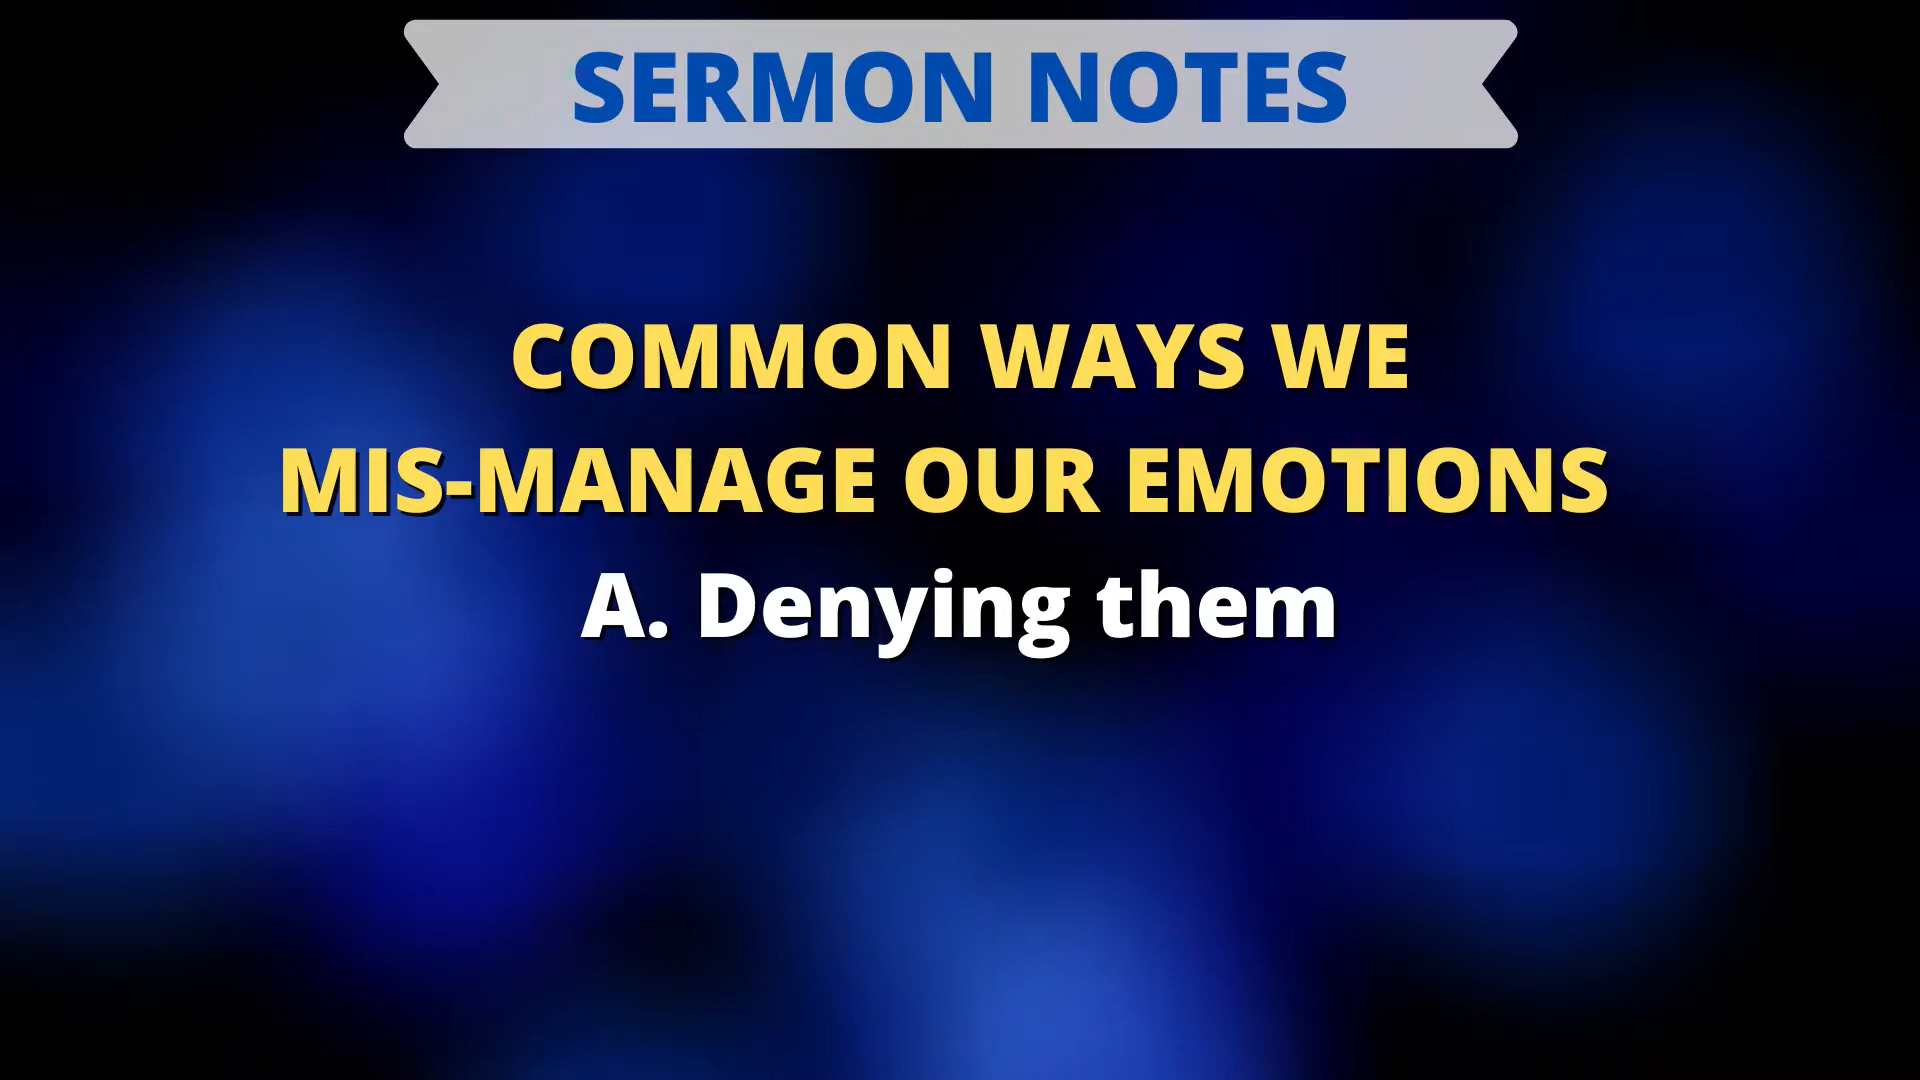 SERMON NOTES
COMMON WAYS WE
MIS-MANAGE OUR EMOTIONS
A. Denying them